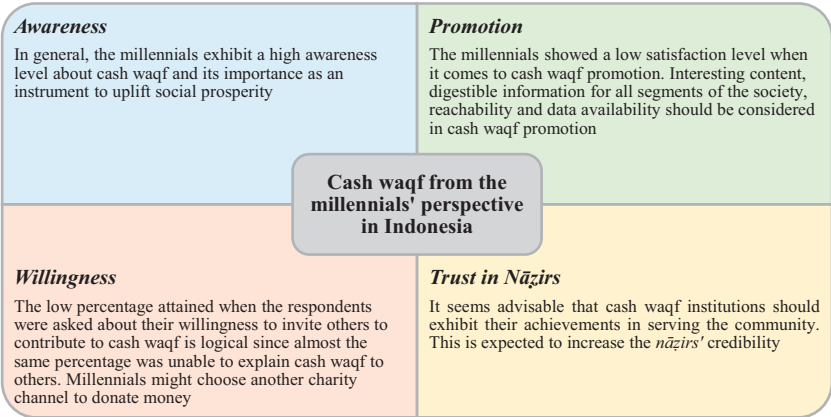 Awareness
In general, the millennials exhibit a high awareness
level about cash waqf and its importance as an
instrument to uplift social prosperity
Promotion
The millennials showed a low satisfaction level when
it comes to cash waqf promotion. Interesting content,
digestible information for all segments of the society,
reachability and data availability should be considered
in cash waqf promotion
Cash waqf from the
millennials' perspective
in Indonesia
Willingness
The low percentage attained when the respondents
were asked about their willingness to invite others to
contribute to cash waqf is logical since almost the
same percentage was unable to explain cash waqf to
others. Millennials might choose another charity
channel to donate money
Trust in Nāẓirs
It seems advisable that cash waqf institutions should
exhibit their achievements in serving the community.
This is expected to increase the nāẓirs' credibility